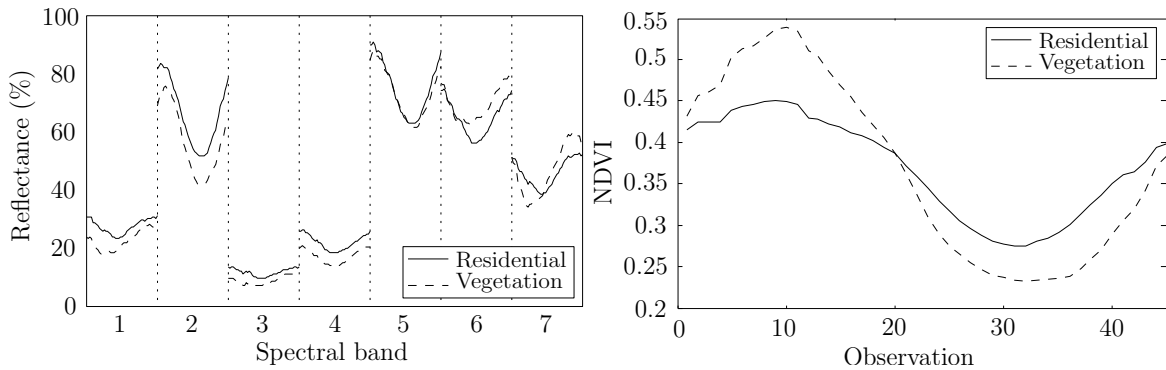 100
80
60
40
20
0
Reflectance (%)
1 2 3 4 5 6 7
Spectral band
Residential
Vegetation
0.55
0.5
0.45
0.4
0.35
0.3
0.25
0.2
NDVI
0 10 20 30 40
Observation
Residential
Vegetation